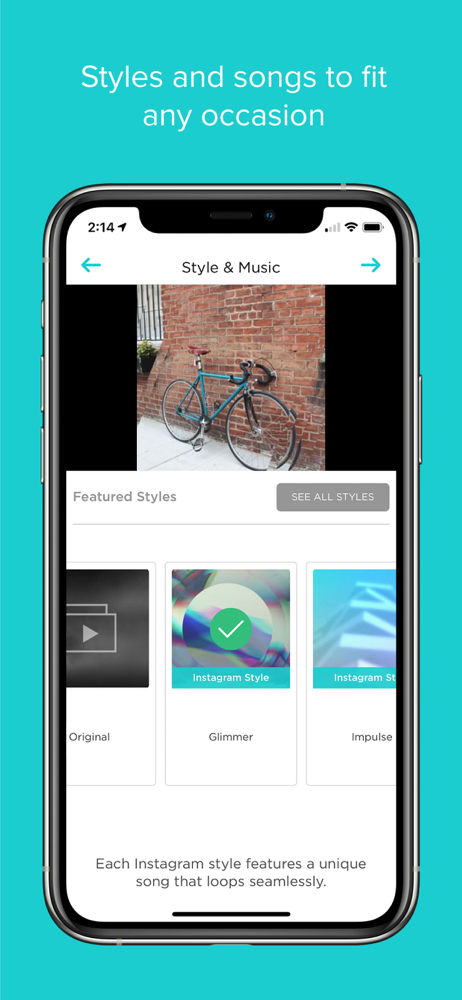 Styles and songs to fit
any occasion
2:14
Style & Music
Featured Styles
SEE ALL STYLES
Instagram Style
Instagram St
Original
Glimmer
Impulse
Each Instagram style features a unique
song that loops seamlessly.